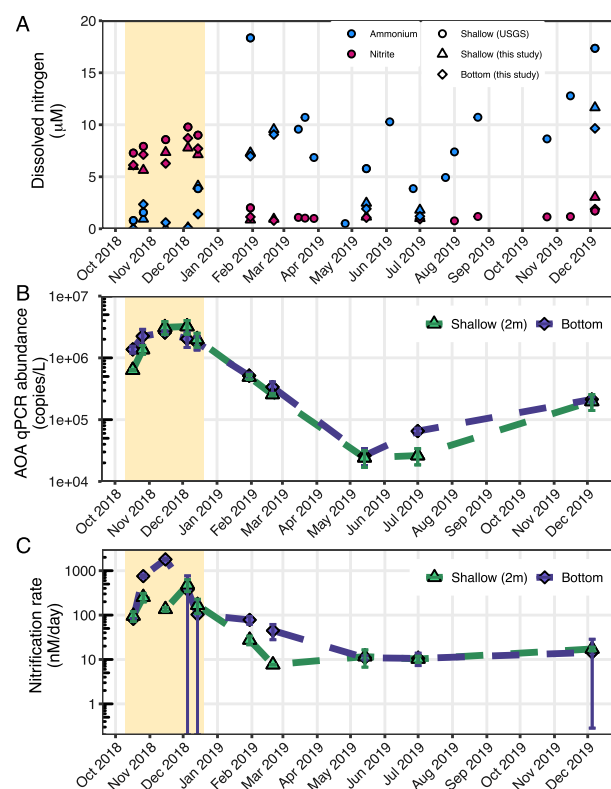 A
Dissolved nitrogen
(μM)
20
15
10
5
0
Ammonium
Nitrite
Shallow (USGS)
Shallow (this study)
Bottom (this study)
Oct 2018
Nov 2018
Dec 2018
Jan 2019
Feb 2019
Mar 2019
Apr 2019
May 2019
Jun 2019
Jul 2019
Aug 2019
Sep 2019
Oct 2019
Nov 2019
Dec 2019
B
AOA qPCR abundance
(copies/L)
1e+07
1e+06
1e+05
1e+04
Shallow (2m)
Bottom
Oct 2018
Nov 2018
Dec 2018
Jan 2019
Feb 2019
Mar 2019
Apr 2019
May 2019
Jun 2019
Jul 2019
Aug 2019
Sep 2019
Oct 2019
Nov 2019
Dec 2019
C
Nitrification rate
(nM/day)
1000
100
10
1
Shallow (2m)
Bottom
Oct 2018
Nov 2018
Dec 2018
Jan 2019
Feb 2019
Mar 2019
Apr 2019
May 2019
Jun 2019
Jul 2019
Aug 2019
Sep 2019
Oct 2019
Nov 2019
Dec 2019